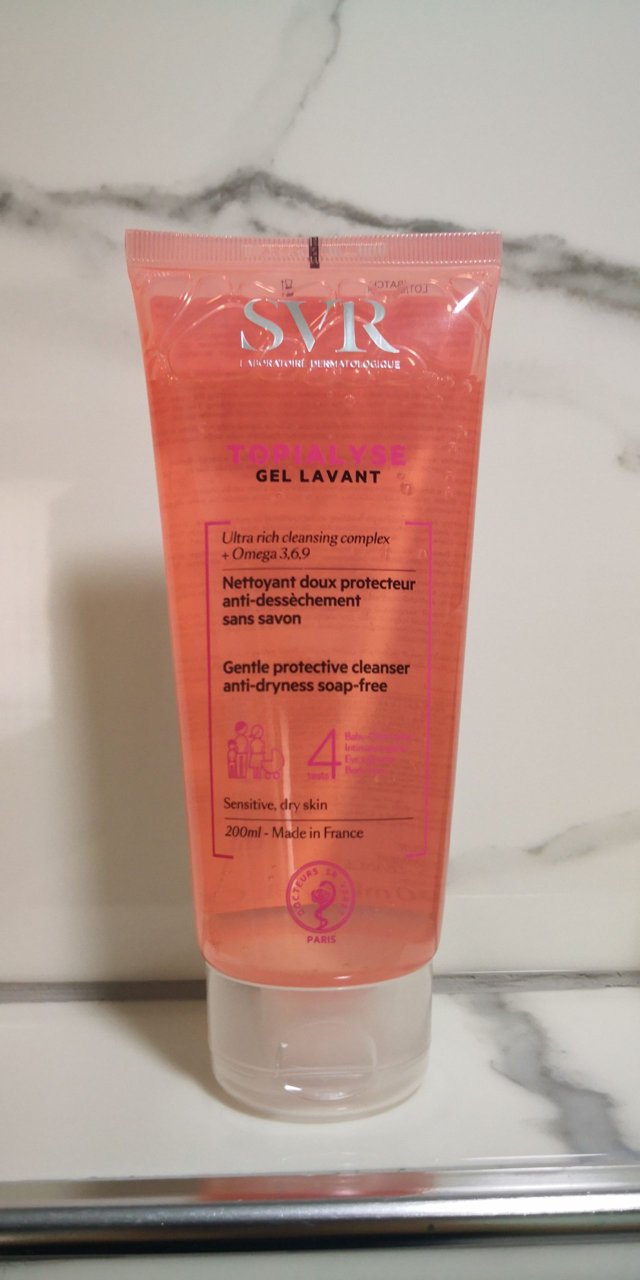 SVR
LABORATOIRE DERMATOLOGIQUE
TOPIALYSE
GEL LAVANT
Ultra rich cleansing complex
+ Omega 3,6,9
Nettoyant doux protecteur
anti-dessèchement
sans savon
Gentle protective cleanser
anti-dryness soap-free
4
tests
Sensitive, dry skin
200ml - Made in France
PARIS